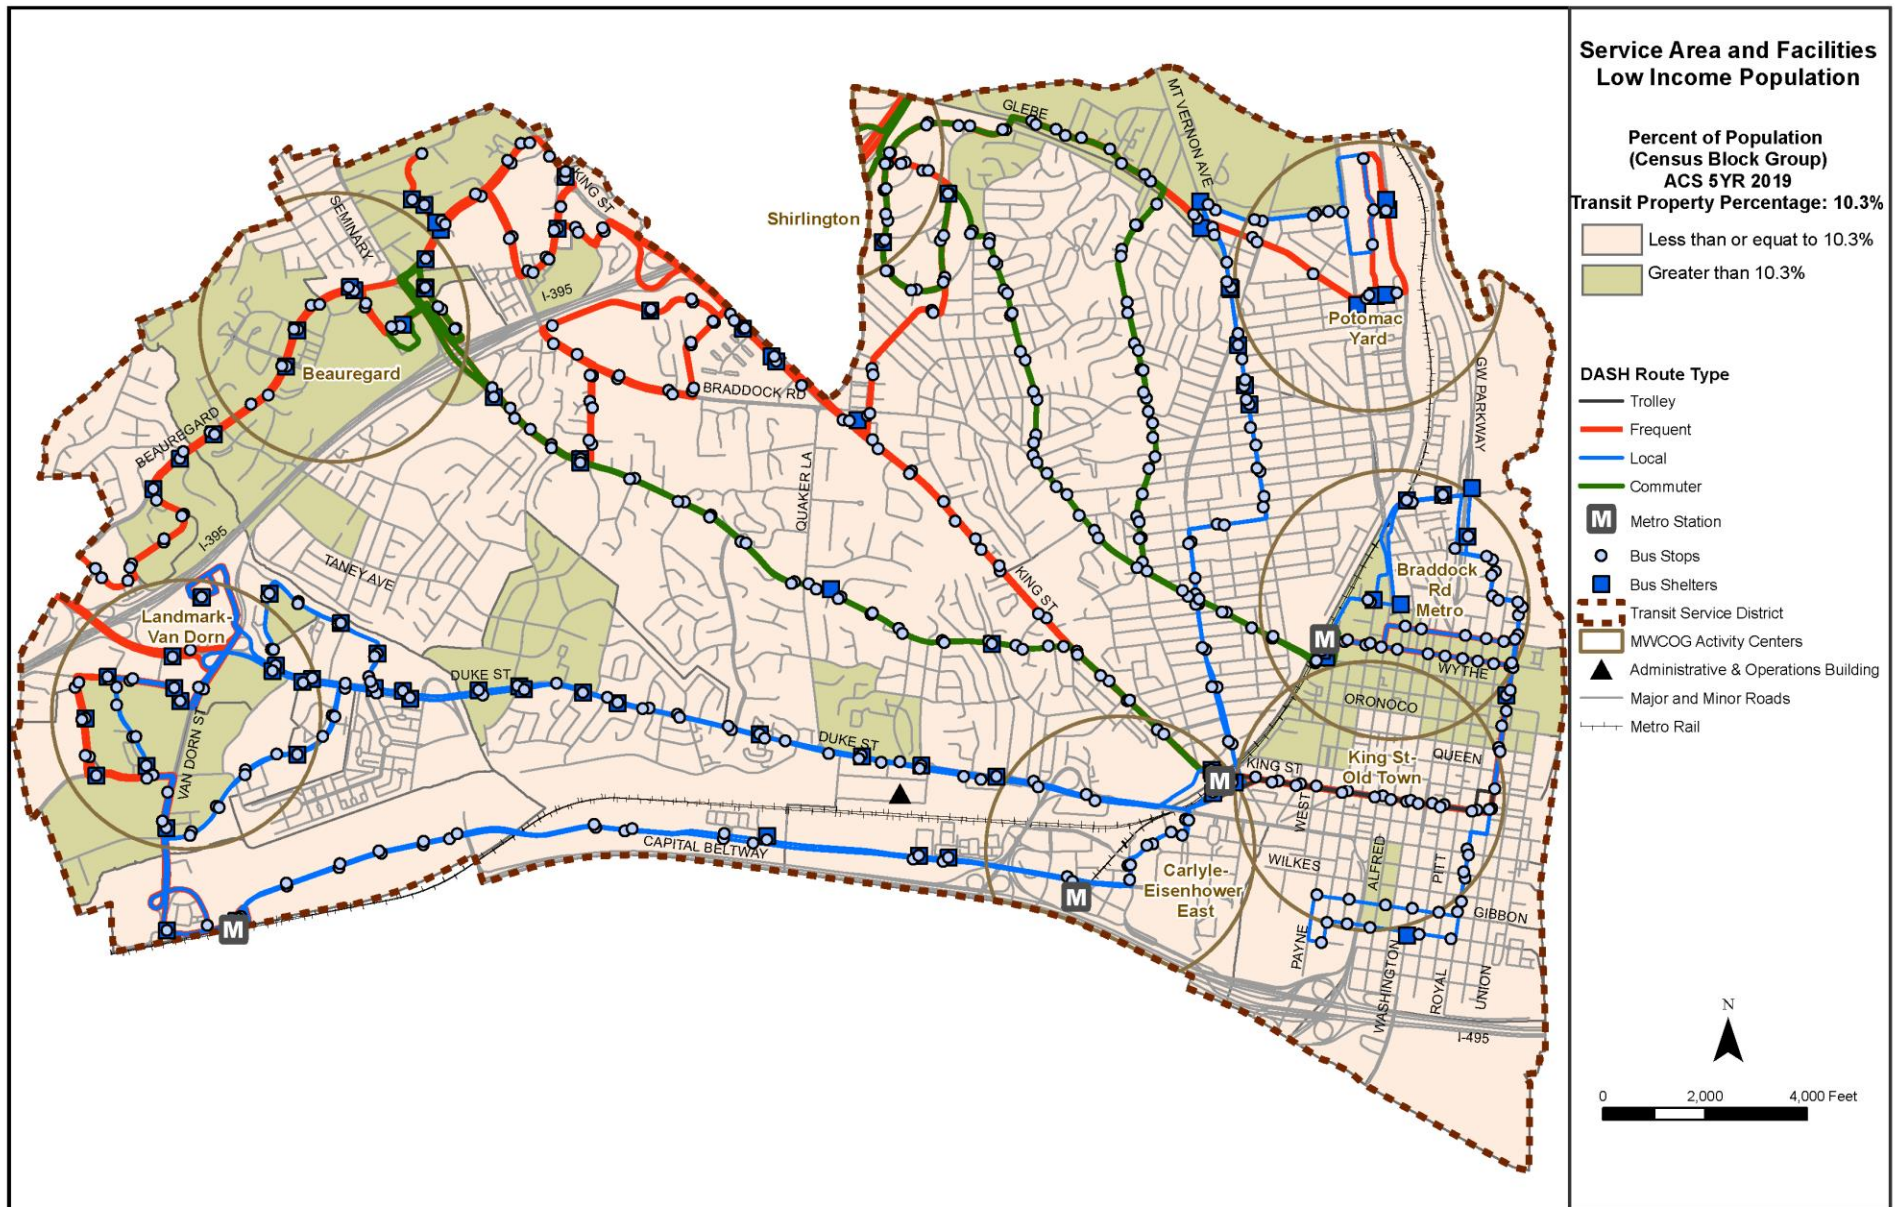 Service Area and Facilities
Low Income Population
Percent of Population
(Census Block Group)
ACS 5YR 2019
Transit Property Percentage: 10.3%
Less than or equat to 10.3%
Greater than 10.3%
DASH Route Type
Trolley
Frequent
Local
Commuter
M Metro Station
Bus Stops
Bus Shelters
Transit Service District
MWCOG Activity Centers
Administrative & Operations Building
Major and Minor Roads
Metro Rail
N
0 2,000 4,000 Feet
GLEBE
MT VERNON AVE
KING ST
SEMINARY
Shirlington
I-395
Potomac
Yard
Beauregard
GW PARKWAY
BRADDOCK RD
BEAUREGARD
QUAKER LA
I-395
TANEY AVE
KING ST
Braddock
Rd
Metro
Landmark-
Van Dorn
M
WYTHE
DUKE ST
ORONOCO
VAN DORN ST
DUKE ST
QUEEN
King St-
Old Town
KING ST
M
WEST
CAPITAL BELTWAY
WILKES
ALFRED
PITT
Carlyle-
Eisenhower
East
M
GIBBON
M
PAYNE
WASHINGTON
ROYAL
UNION
I-495